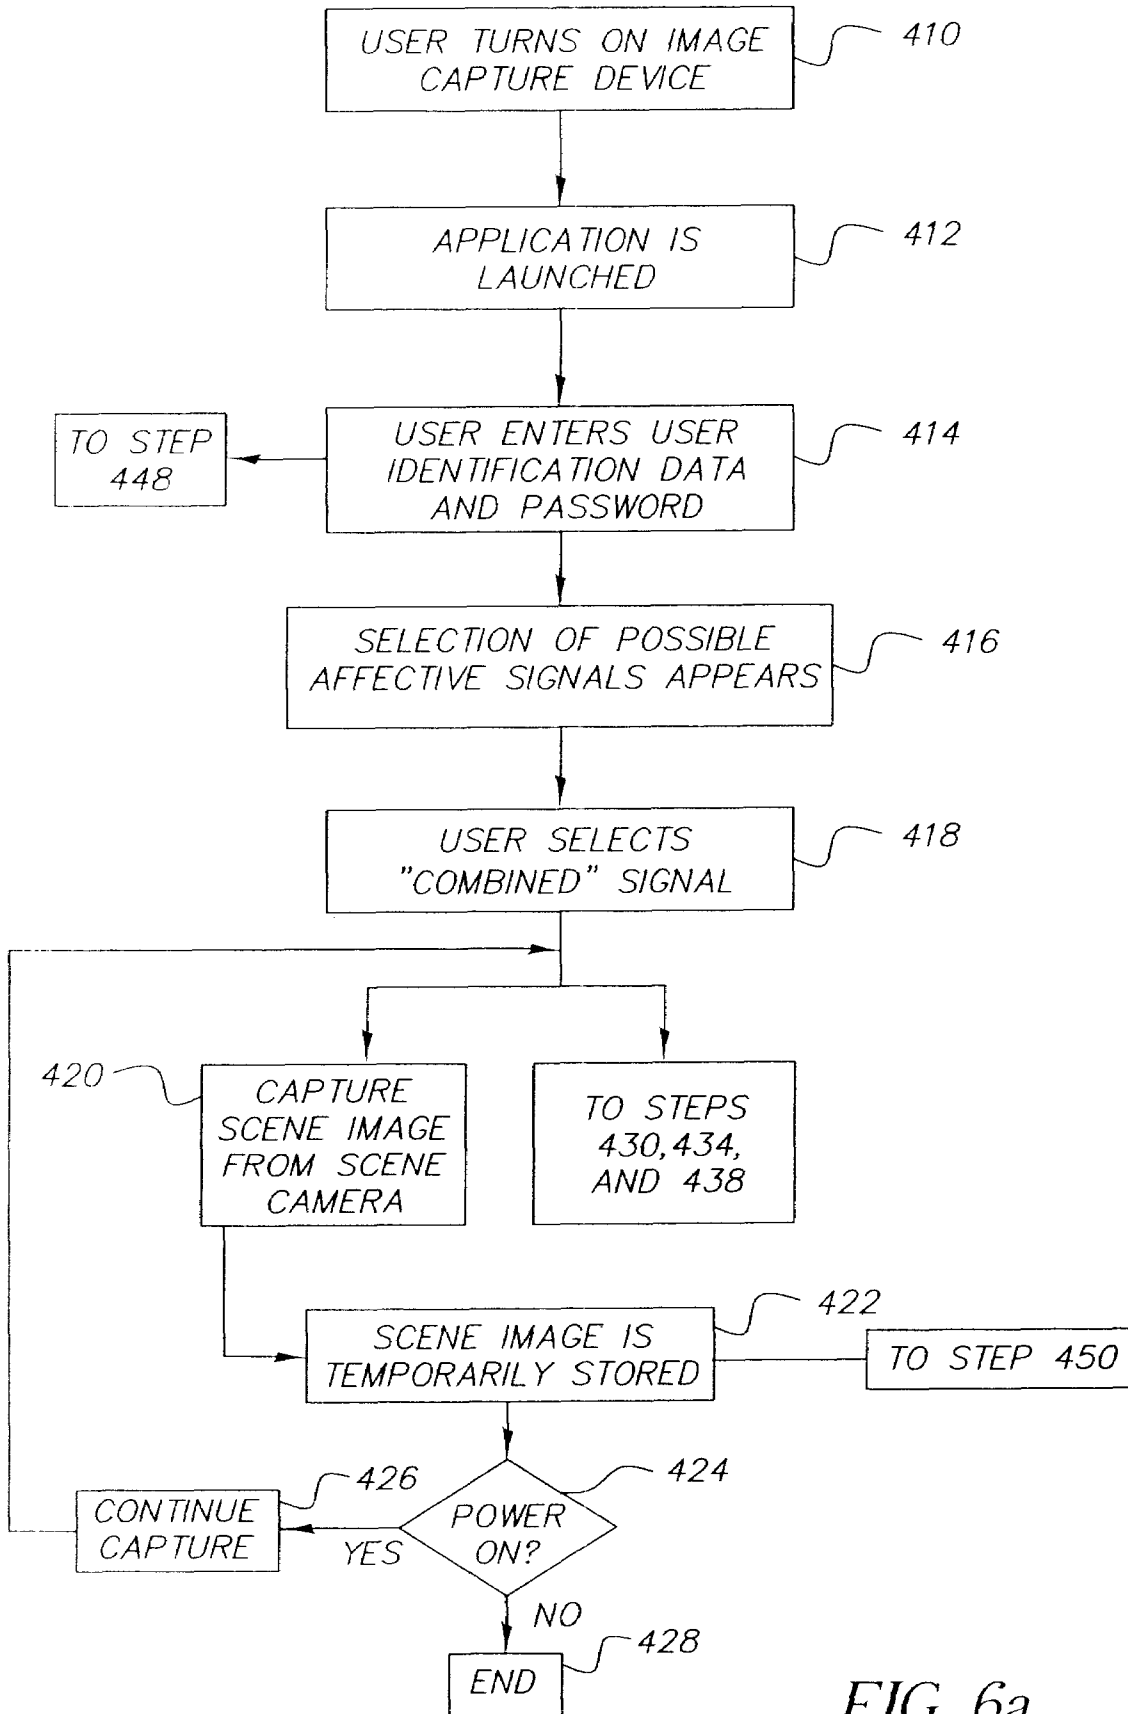 USER TURNS ON IMAGE
CAPTURE DEVICE
410
APPLICATION IS
LAUNCHED
412
TO STEP
448
USER ENTERS USER
IDENTIFICATION DATA
AND PASSWORD
414
SELECTION OF POSSIBLE
AFFECTIVE SIGNALS APPEARS
416
USER SELECTS
"COMBINED" SIGNAL
418
420
CAPTURE
SCENE IMAGE
FROM SCENE
CAMERA
TO STEPS
430,434,
AND 438
SCENE IMAGE IS
TEMPORARILY STORED
422
TO STEP 450
CONTINUE
CAPTURE
426
YES
POWER
ON?
424
NO
END
428
FIG. 6a